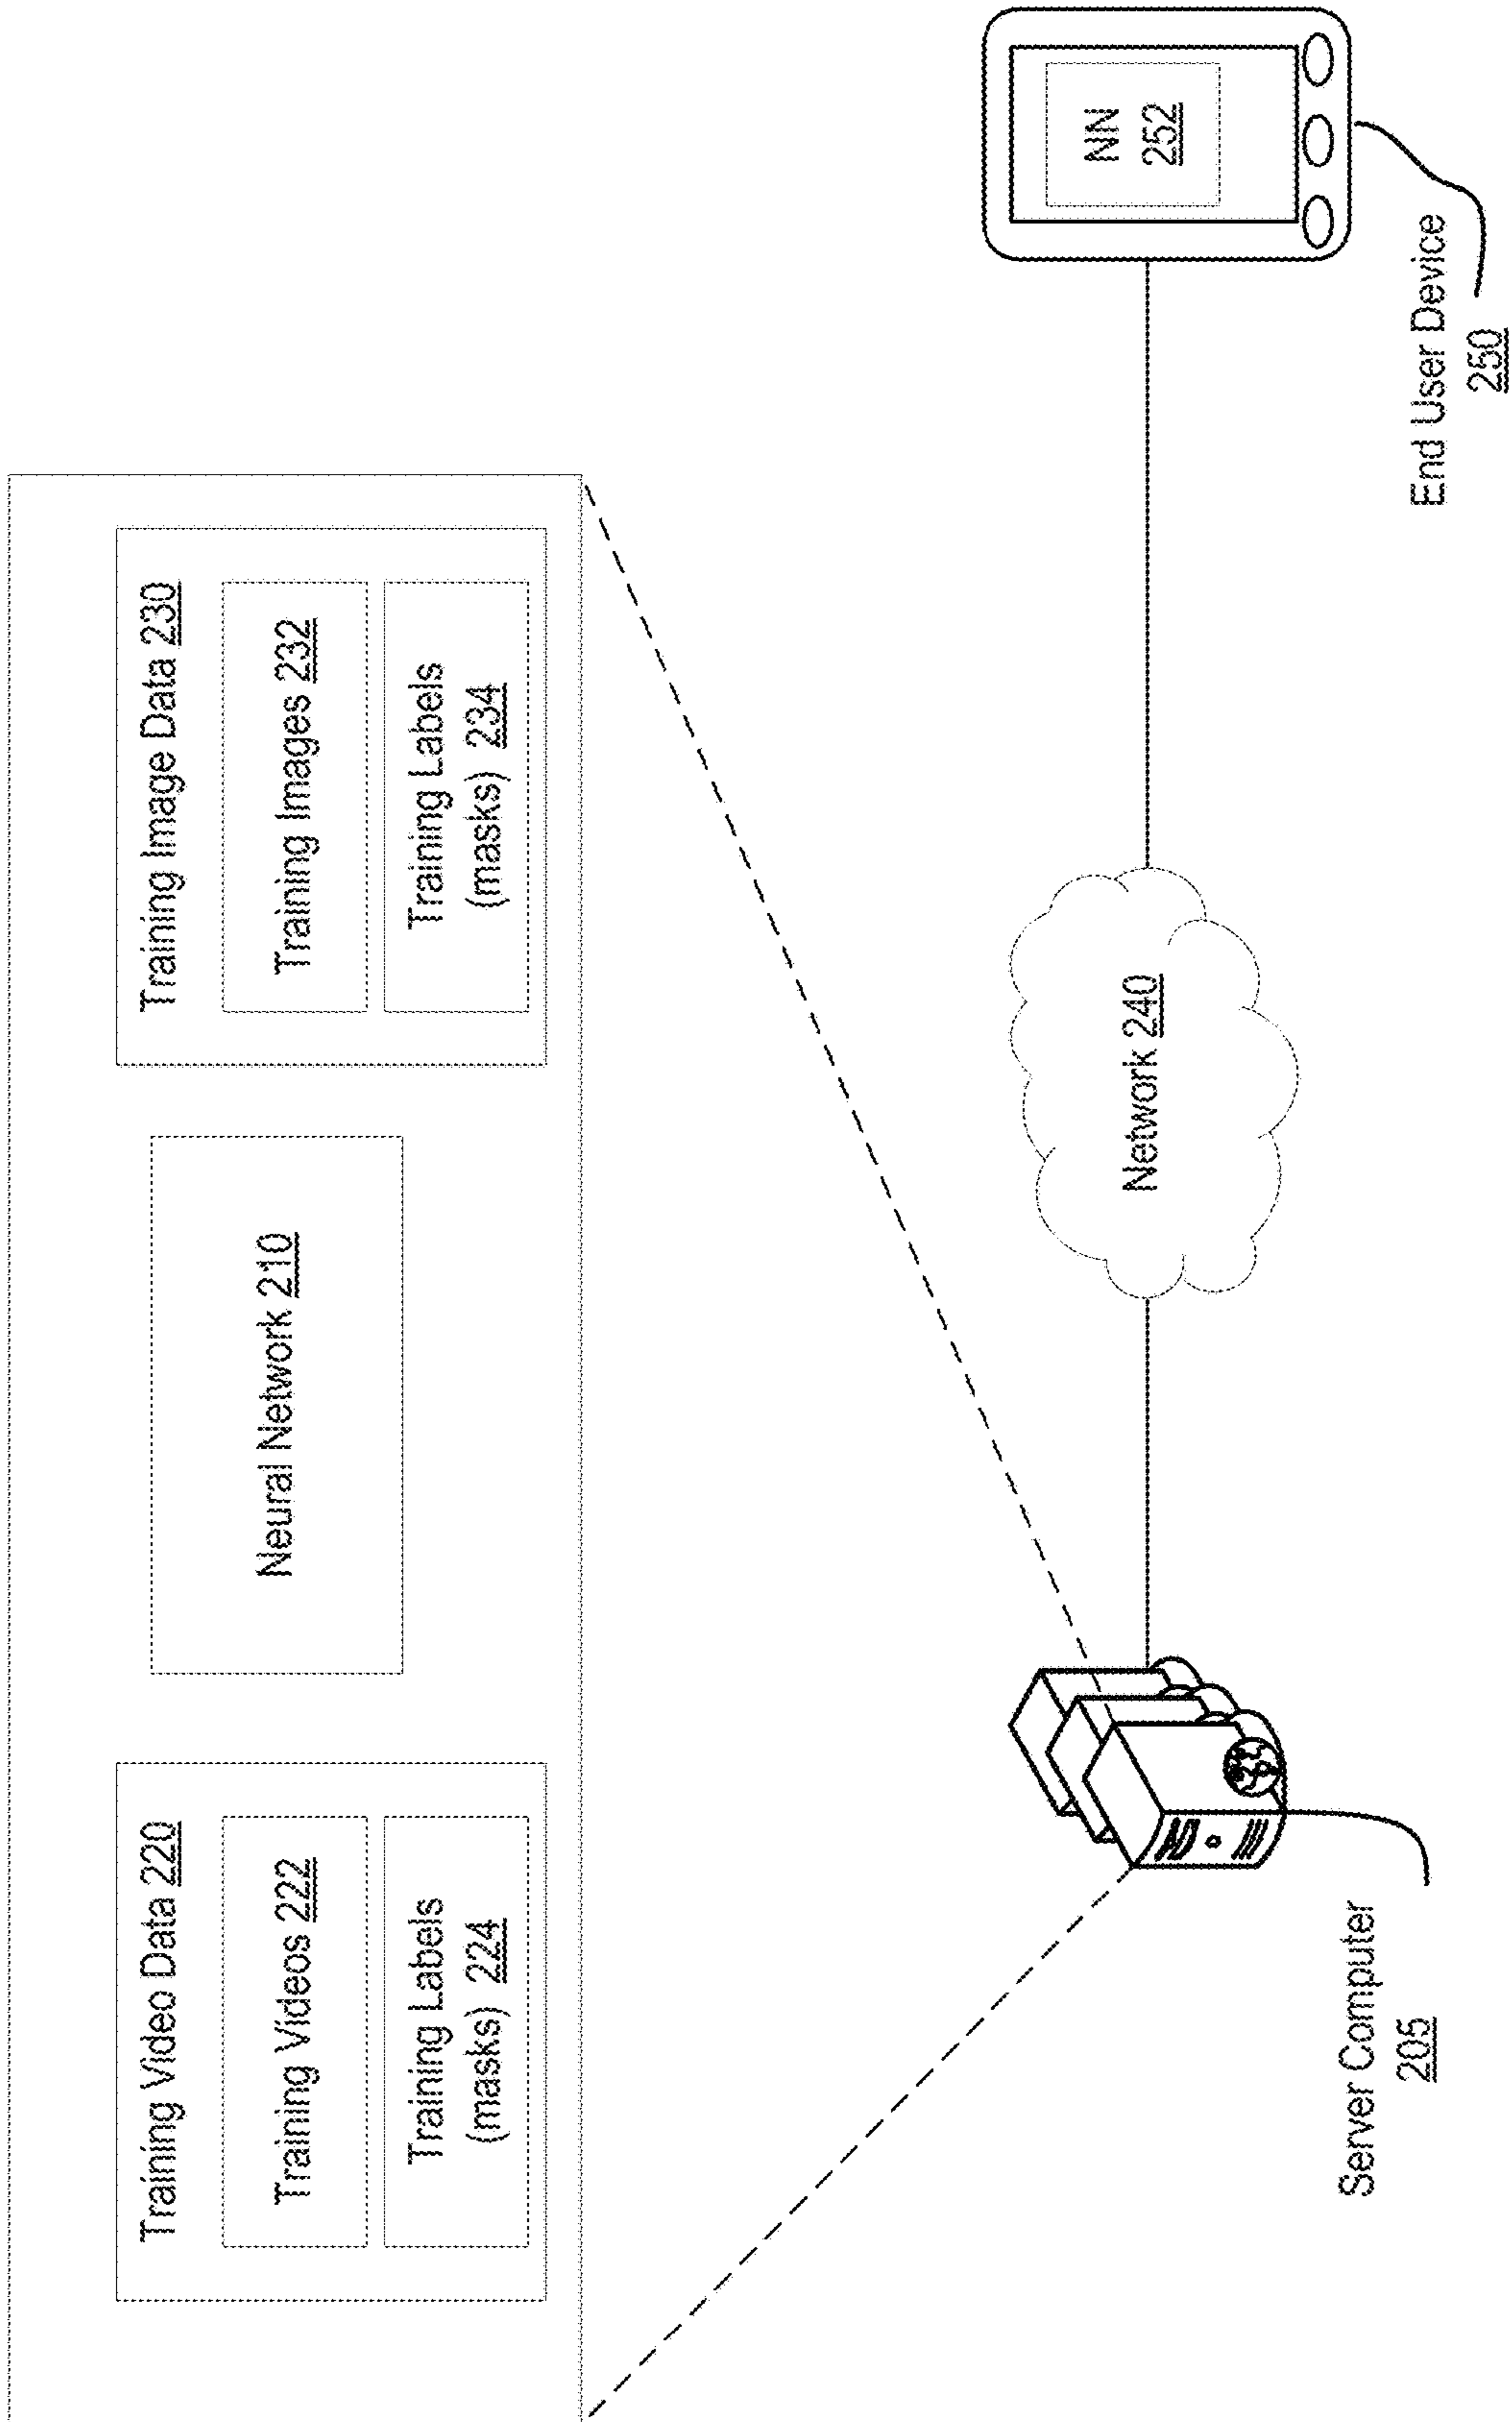 Training Video Data 220
Training Videos 222
Training Labels
(masks) 224
Neural Network 210
Training Image Data 230
Training Images 232
Training Labels
(masks) 234
Server Computer
205
Network 240
NN
252
End User Device
250